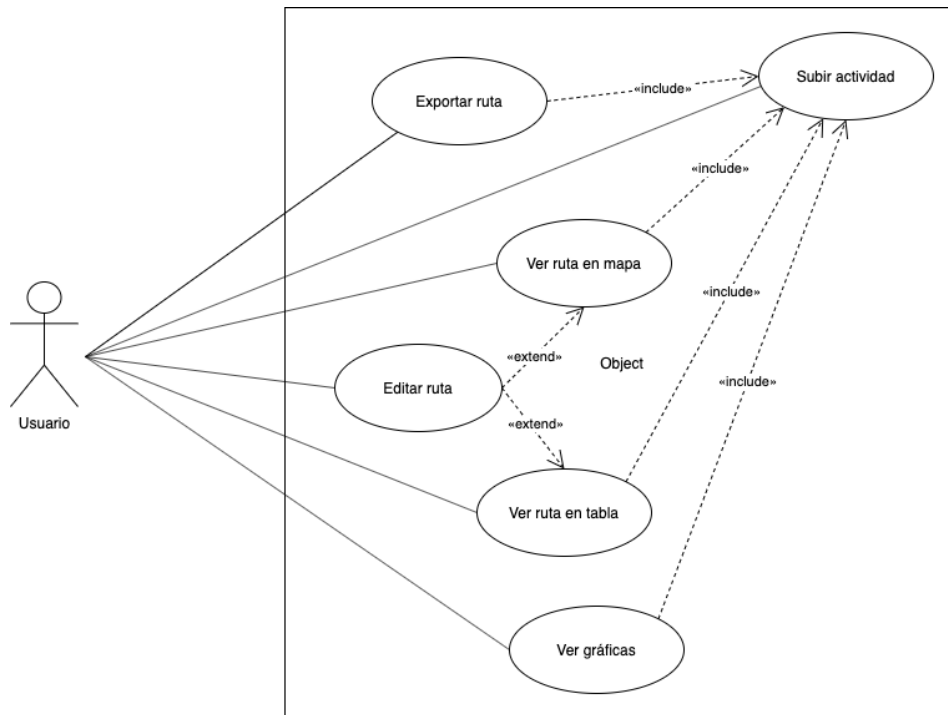 Subir actividad
Exportar ruta
«include»
«include»
Ver ruta en mapa
«include»
«extend»
Object
«include»
Editar ruta
Usuario
«extend»
Ver ruta en tabla
Ver gráficas